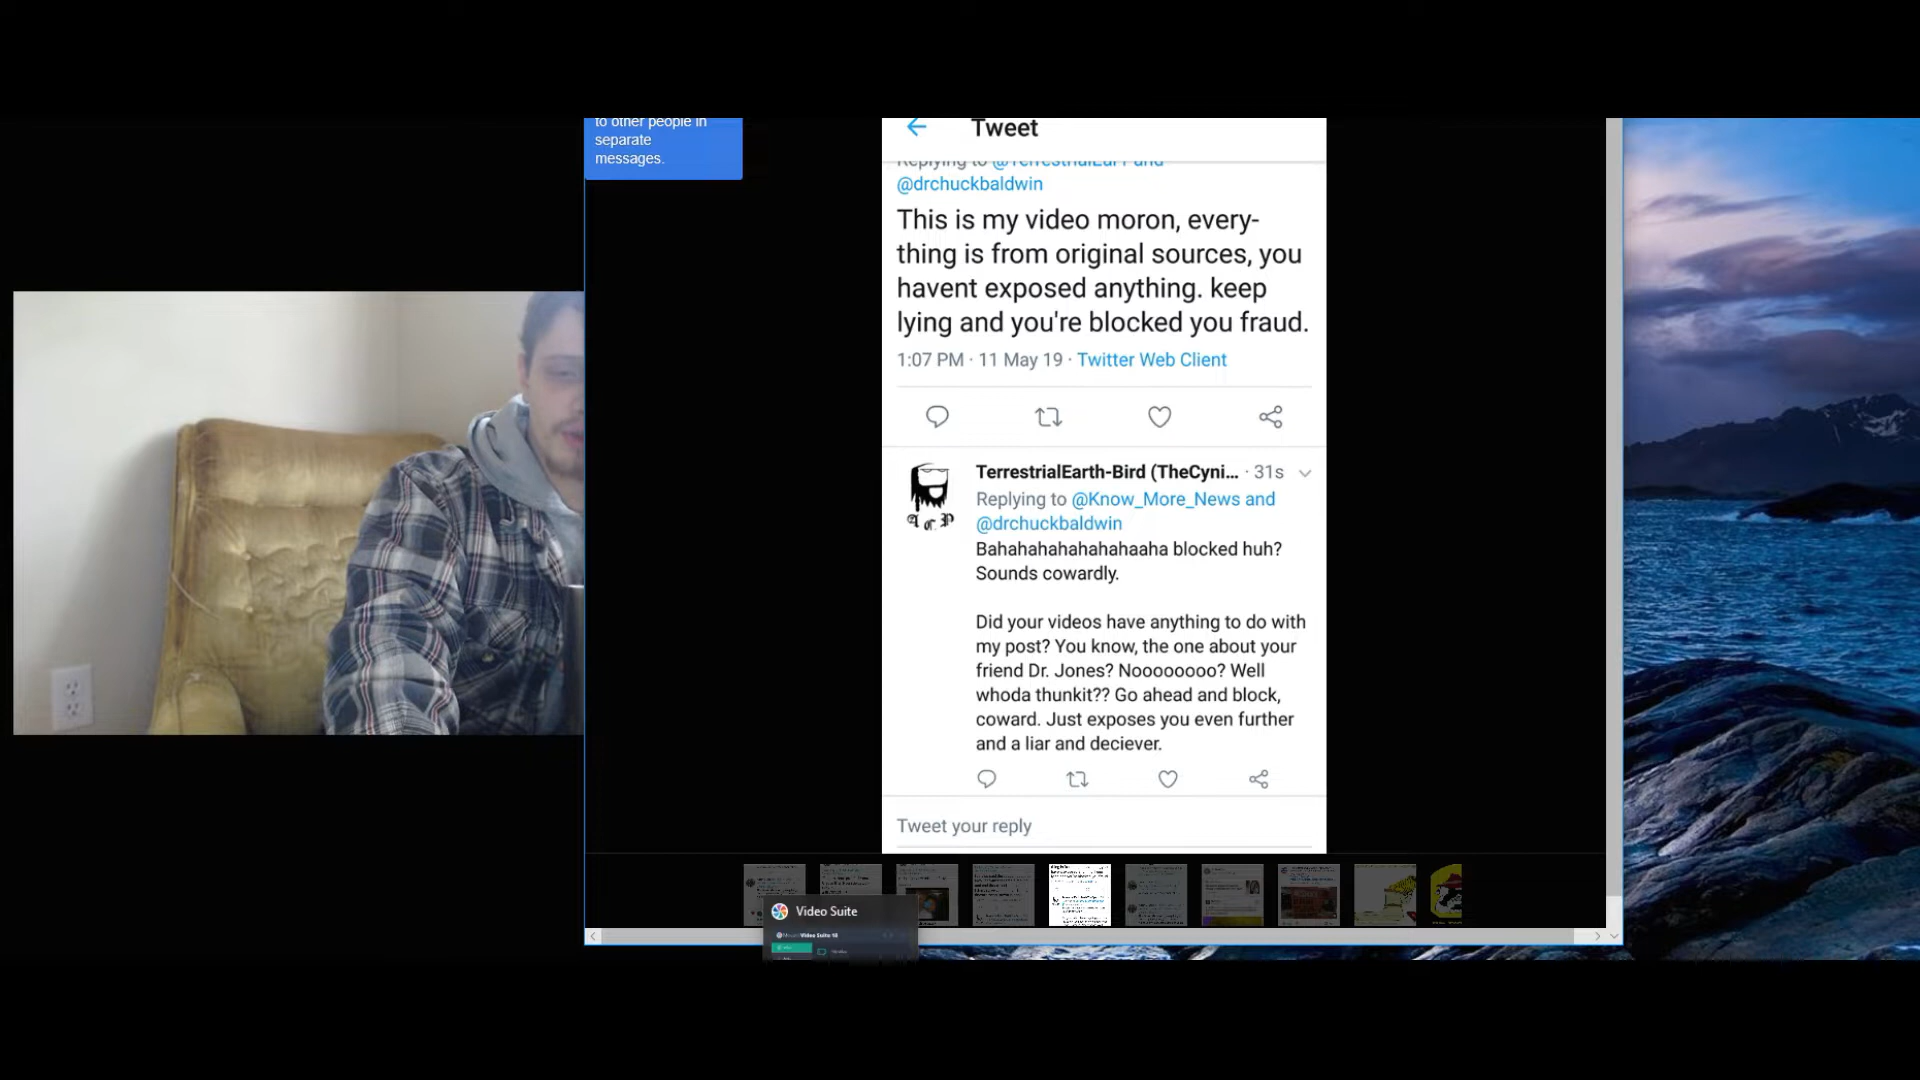 to other people in
separate
messages.
Tweet
Replying to @TerrestrialEar1 and
@drchuckbaldwin
This is my video moron, every-
thing is from original sources, you
havent exposed anything. keep
lying and you're blocked you fraud.
1:07 PM · 11 May 19 · Twitter Web Client
TerrestrialEarth-Bird (TheCyni... · 31s
Replying to @Know_More_News and
@drchuckbaldwin
Bahahahahahahahaaha blocked huh?
Sounds cowardly.
Did your videos have anything to do with
my post? You know, the one about your
friend Dr. Jones? Noooooooo? Well
whoda thunkit?? Go ahead and block,
coward. Just exposes you even further
and a liar and deciever.
Tweet your reply
Video Suite